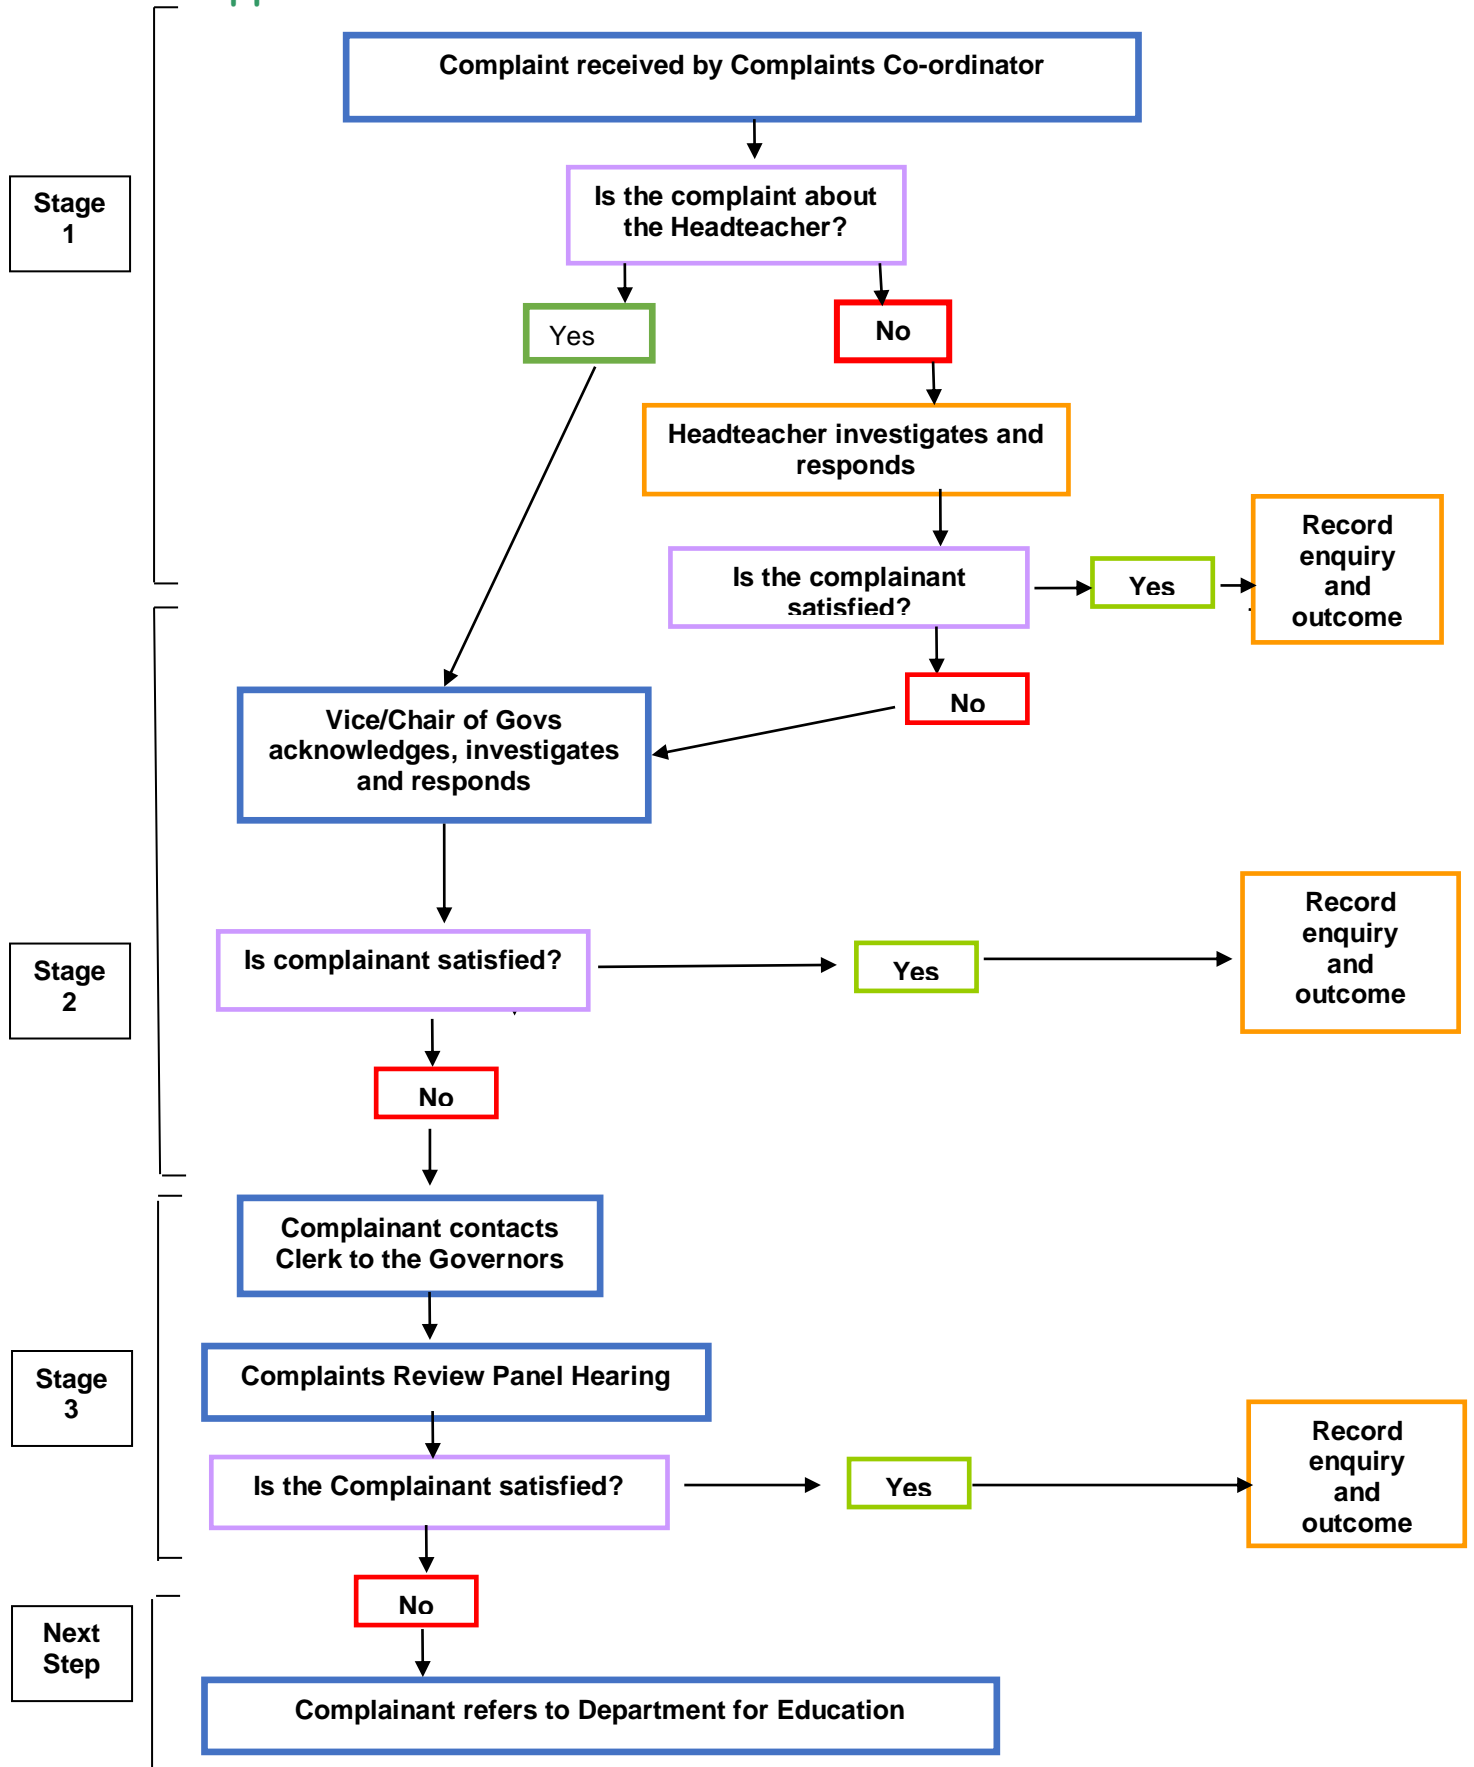 Complaint received by Complaints Co-ordinator
Stage
1
Is the complaint about
the Headteacher?
Yes
No
Headteacher investigates and
responds
Is the complainant
satisfied?
Yes
Record
enquiry
and
outcome
No
Vice/Chair of Govs
acknowledges, investigates
and responds
Stage
2
Is complainant satisfied?
Yes
Record
enquiry
and
outcome
No
Complainant contacts
Clerk to the Governors
Stage
3
Complaints Review Panel Hearing
Is the Complainant satisfied?
Yes
Record
enquiry
and
outcome
No
Next
Step
Complainant refers to Department for Education